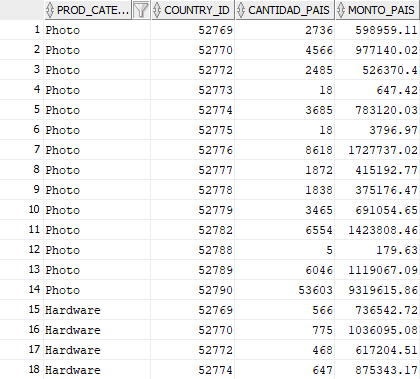 PROD_CATE... COUNTRY_ID CANTIDAD_PAIS MONTO_PAIS
1 Photo 52769 2736 598959.11
2 Photo 52770 4566 977140.02
3 Photo 52772 2485 526370.4
4 Photo 52773 18 647.42
5 Photo 52774 3685 783120.03
6 Photo 52775 18 3796.97
7 Photo 52776 8618 1727737.02
8 Photo 52777 1872 415192.77
9 Photo 52778 1838 375176.47
10 Photo 52779 3465 691054.65
11 Photo 52782 6554 1423808.46
12 Photo 52788 5 179.63
13 Photo 52789 6046 1119067.09
14 Photo 52790 53603 9319615.86
15 Hardware 52769 566 736542.72
16 Hardware 52770 775 1036095.08
17 Hardware 52772 468 617204.51
18 Hardware 52774 647 875343.17